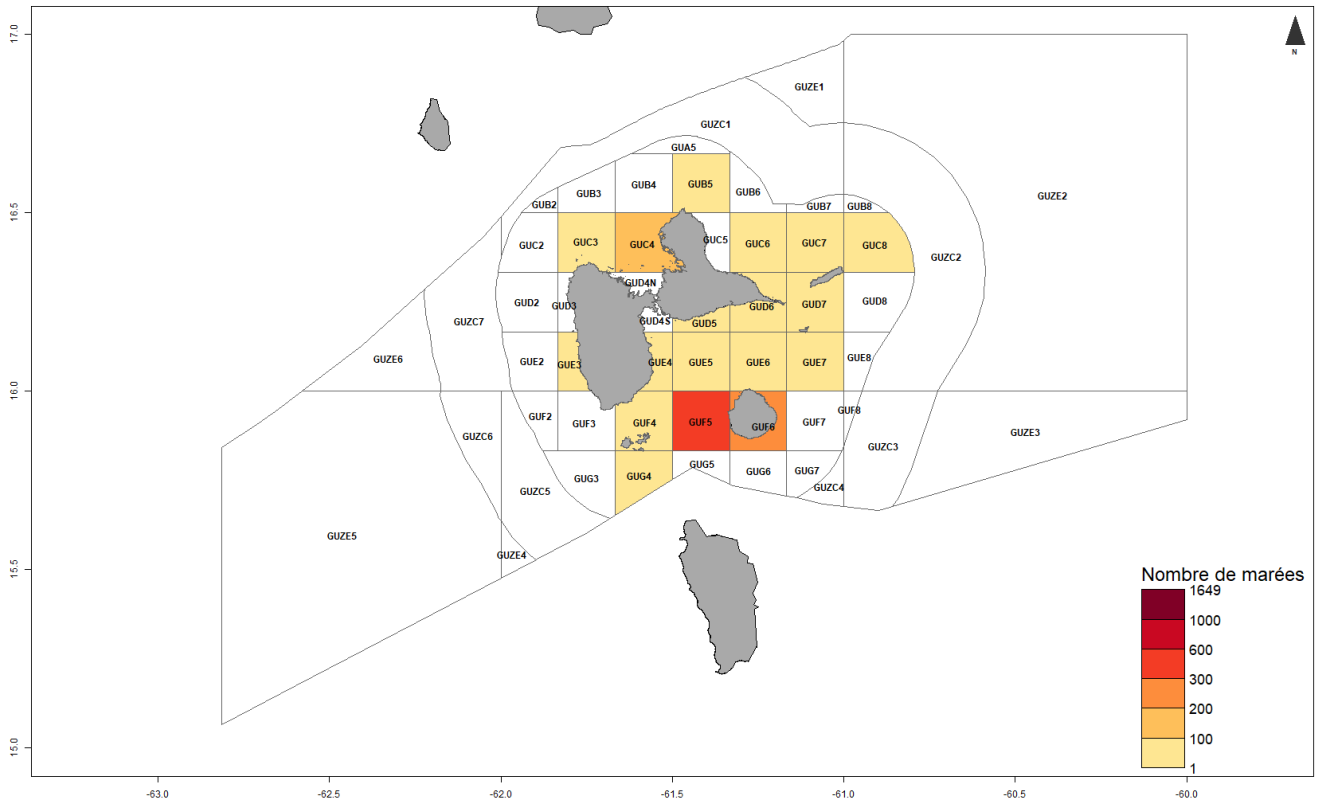 17.0
16.5
16.0
15.5
15.0
N
GUZE1
GUZC1
GUA5
GUB2
GUB3
GUB4
GUB5
GUB6
GUB7
GUB8
GUZE2
GUC2
GUC3
GUC4
GUC5
GUC6
GUC7
GUC8
GUZC2
GUD4N
GUD2
GUD3
GUD4S
GUD5
GUD6
GUD7
GUD8
GUZC7
GUZE6
GUE2
GUE3
GUE4
GUE5
GUE6
GUE7
GUE8
GUF2
GUF3
GUF4
GUF5
GUF6
GUF7
GUF8
GUZC6
GUZC3
GUZE3
GUZC5
GUG3
GUG4
GUG5
GUG6
GUG7
GUZC4
GUZE5
GUZE4
Nombre de marées
1649
1000
600
300
200
100
1
-63.0
-62.5
-62.0
-61.5
-61.0
-60.5
-60.0